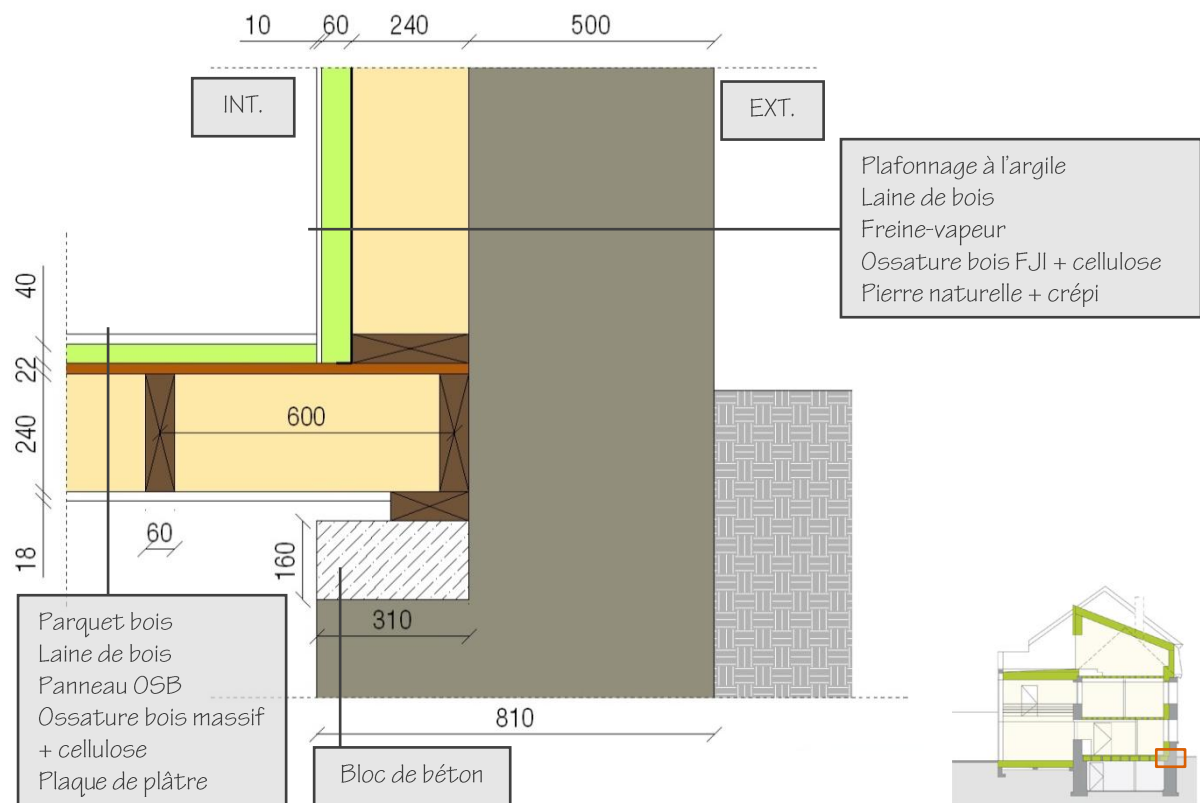 10 60 240 500
INT.
EXT.
Plafonnage à l'argile
Laine de bois
Freine-vapeur
Ossature bois FJI + cellulose
Pierre naturelle + crépi
40
22
240
18
600
60
160
310
810
Parquet bois
Laine de bois
Panneau OSB
Ossature bois massif
+ cellulose
Plaque de plâtre
Bloc de béton